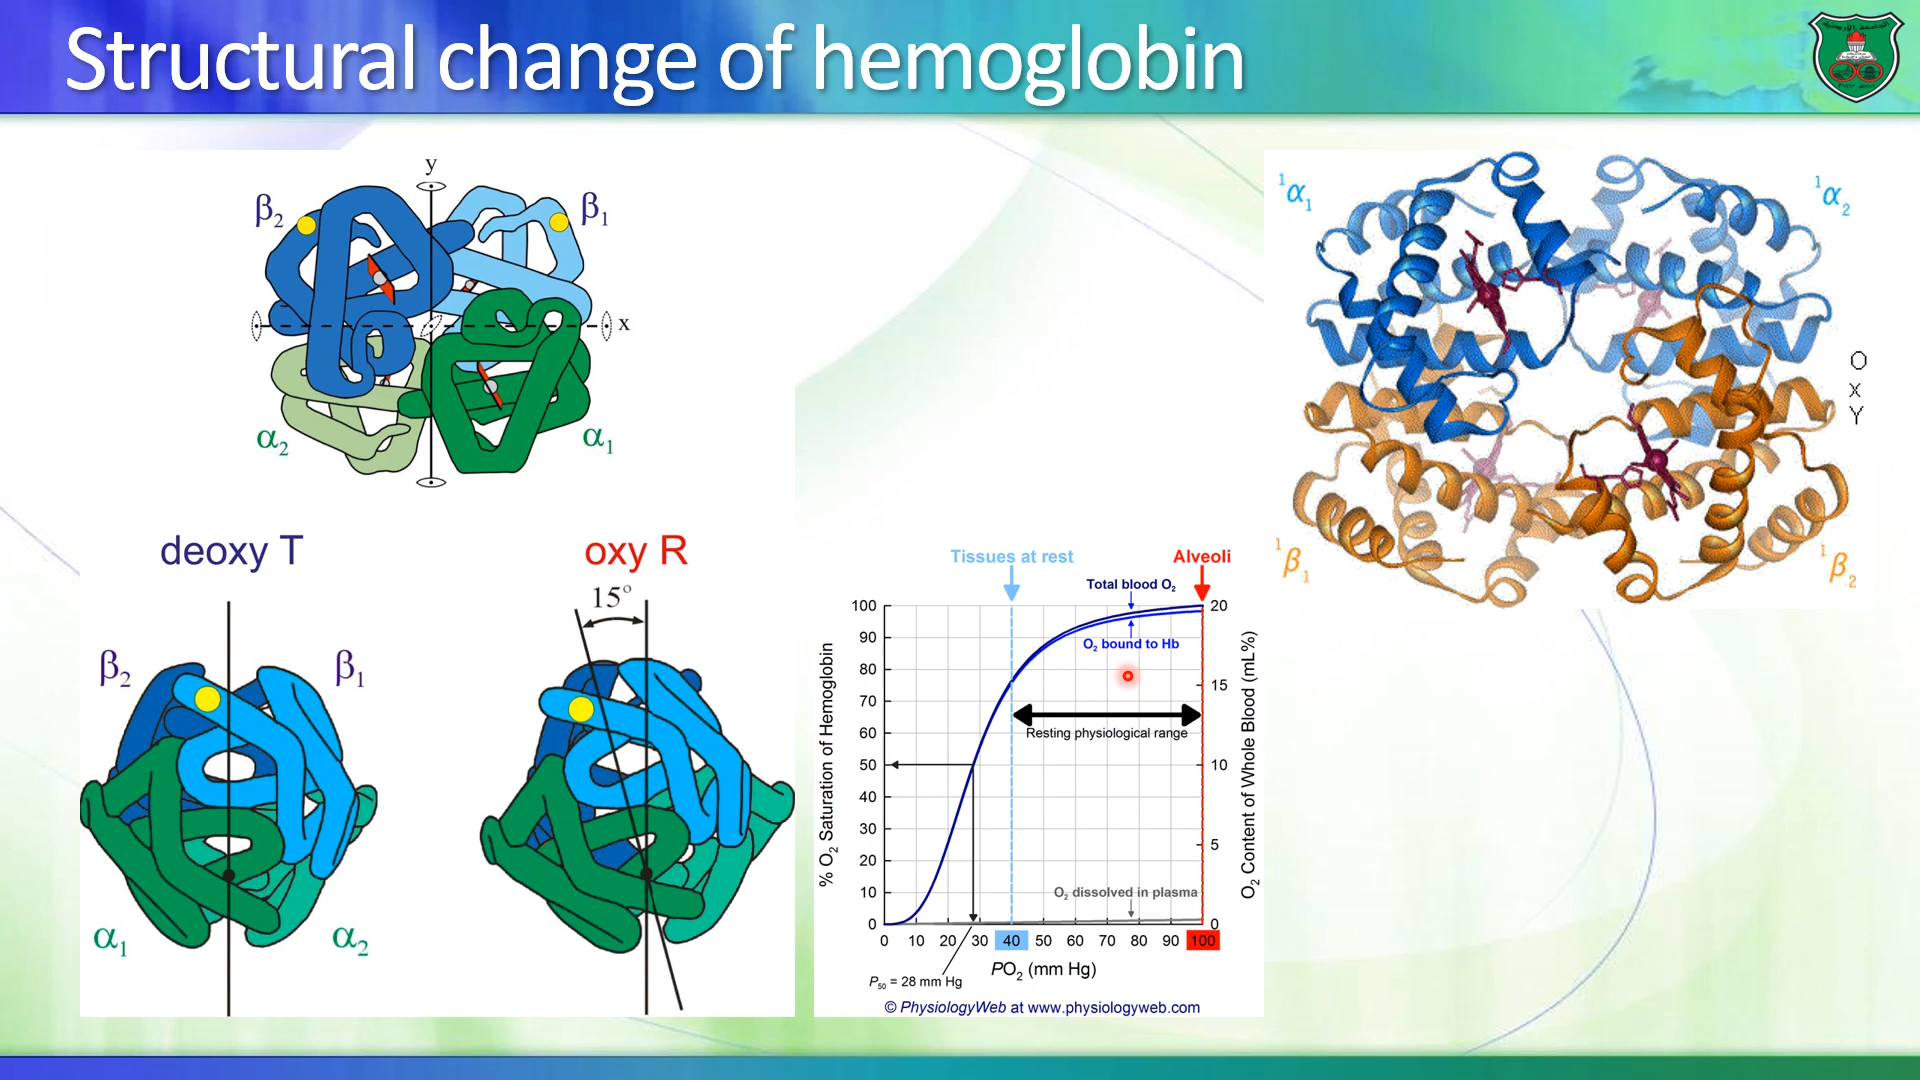 Structural change of hemoglobin
الجامعة الأردنية
y
β2
β1
x
α2
α1
deoxy T
oxy R
15°
β2
β1
α1
α2
Tissues at rest
Alveoli
Total blood O2
O2 bound to Hb
Resting physiological range
O2 dissolved in plasma
% O2 Saturation of Hemoglobin
100
90
80
70
60
50
40
30
20
10
0
20
15
10
5
0
O2 Content of Whole Blood (mL%)
0 10 20 30 40 50 60 70 80 90 100
PO2 (mm Hg)
P50 = 28 mm Hg
© PhysiologyWeb at www.physiologyweb.com
1α1
1α2
O
X
Y
1β1
1β2